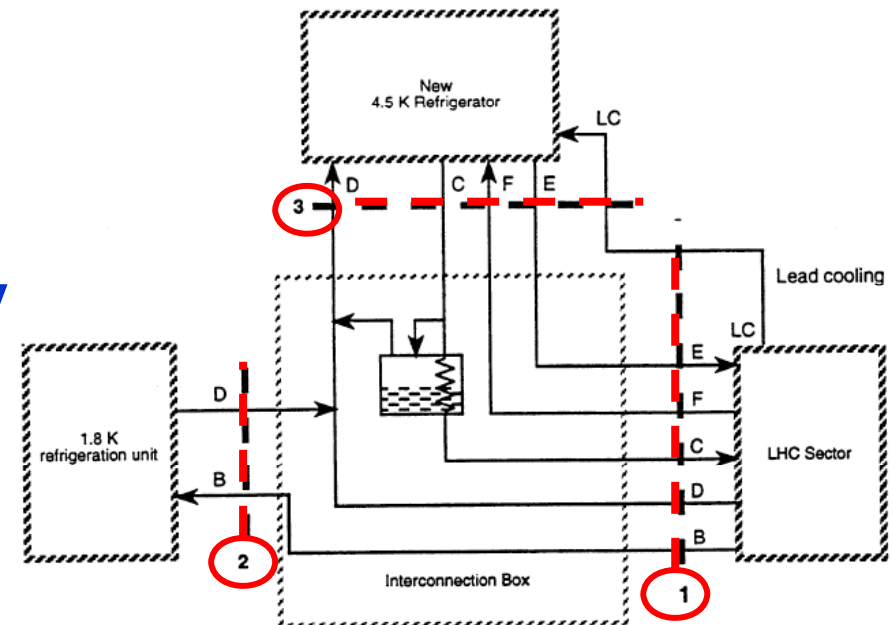 New
4.5 K Refrigerator
LC
D
C
F
E
3
Lead cooling
LC
E
D
F
1.8 K
refrigeration unit
C
LHC Sector
B
D
B
2
Interconnection Box
1